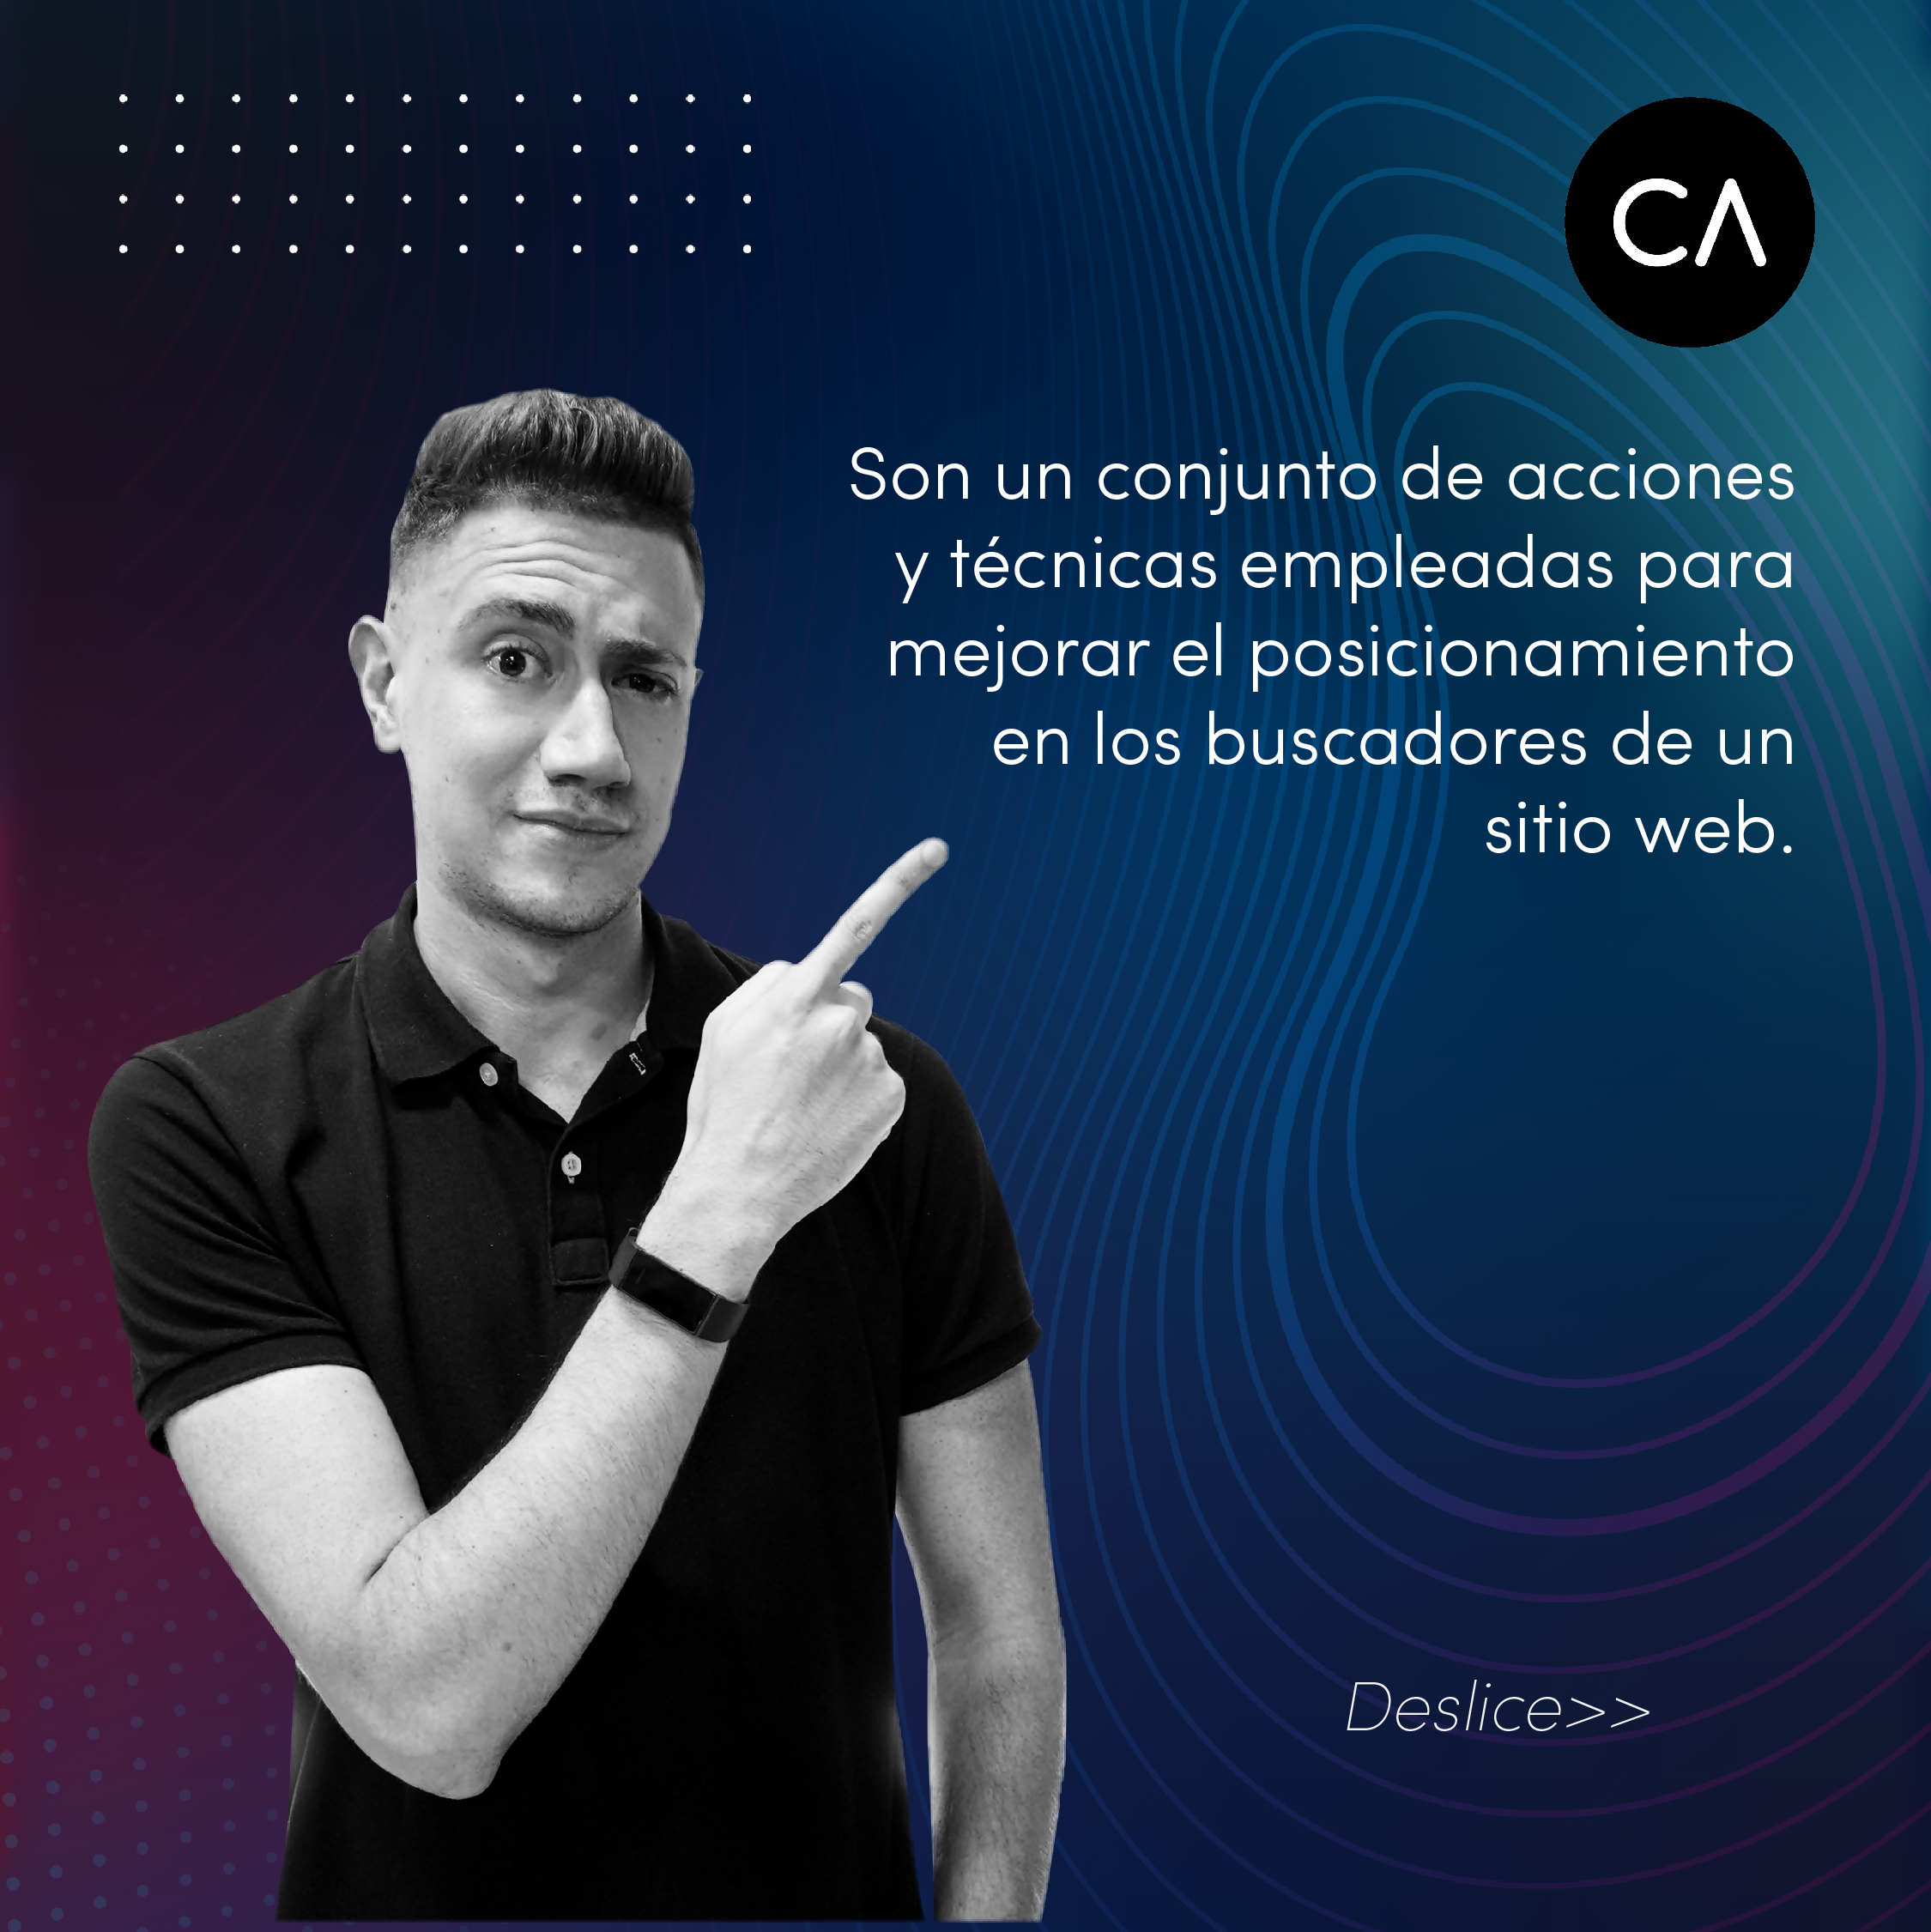 CA
Son un conjunto de acciones
y técnicas empleadas para
mejorar el posicionamiento
en los buscadores de un
sitio web.
Deslice>>